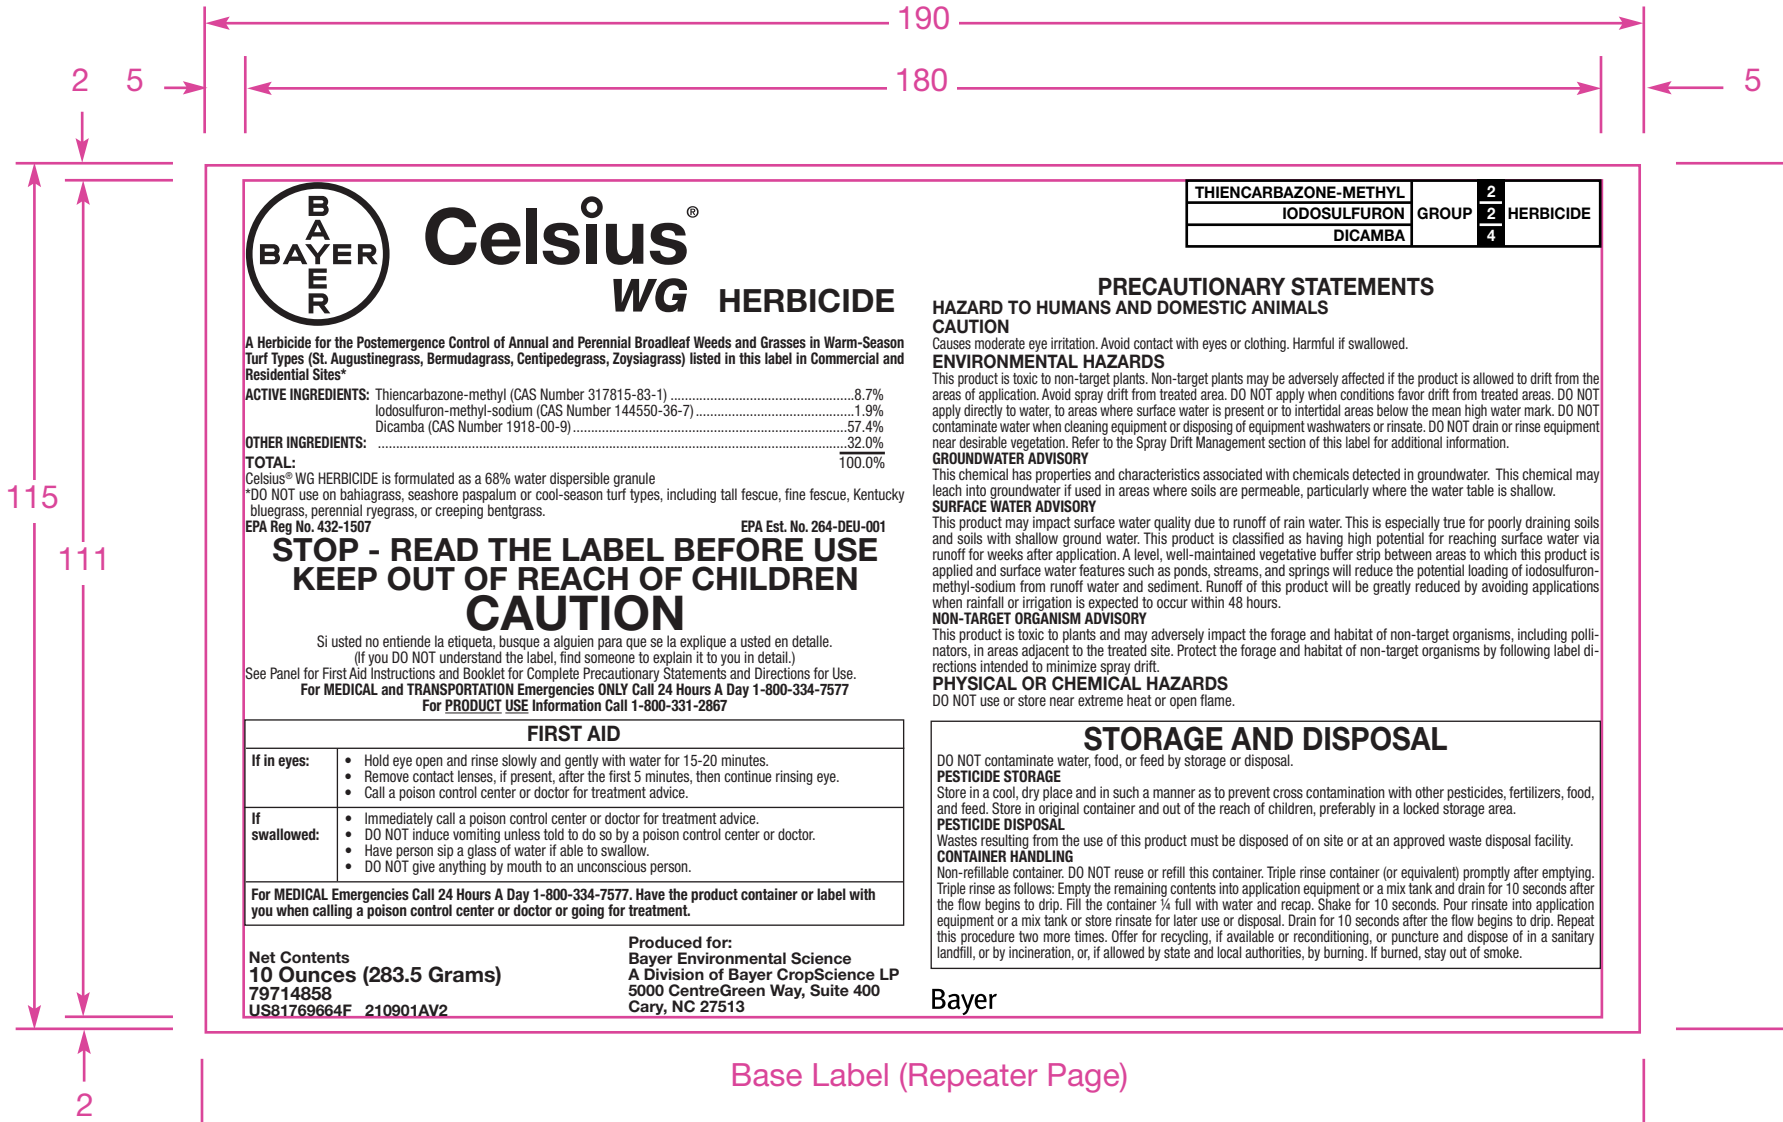 190
2 5 180 5
115
111
2
BAYER
BAYER
Celsius®
WG HERBICIDE
A Herbicide for the Postemergence Control of Annual and Perennial Broadleaf Weeds and Grasses in Warm-Season
Turf Types (St. Augustinegrass, Bermudagrass, Centipedegrass, Zoysiagrass) listed in this label in Commercial and
Residential Sites*
ACTIVE INGREDIENTS: Thiencarbazone-methyl (CAS Number 317815-83-1) ..................................................8.7%
Iodosulfuron-methyl-sodium (CAS Number 144550-36-7)...........................................1.9%
Dicamba (CAS Number 1918-00-9)..........................................................................57.4%
OTHER INGREDIENTS: ..............................................................................................................................32.0%
TOTAL: 100.0%
Celsius® WG HERBICIDE is formulated as a 68% water dispersible granule
*DO NOT use on bahiagrass, seashore paspalum or cool-season turf types, including tall fescue, fine fescue, Kentucky
bluegrass, perennial ryegrass, or creeping bentgrass.
EPA Reg No. 432-1507 EPA Est. No. 264-DEU-001
STOP - READ THE LABEL BEFORE USE
KEEP OUT OF REACH OF CHILDREN
CAUTION
Si usted no entiende la etiqueta, busque a alguien para que se la explique a usted en detalle.
(If you DO NOT understand the label, find someone to explain it to you in detail.)
See Panel for First Aid Instructions and Booklet for Complete Precautionary Statements and Directions for Use.
For MEDICAL and TRANSPORTATION Emergencies ONLY Call 24 Hours A Day 1-800-334-7577
For PRODUCT USE Information Call 1-800-331-2867
FIRST AID
If in eyes: • Hold eye open and rinse slowly and gently with water for 15-20 minutes.
• Remove contact lenses, if present, after the first 5 minutes, then continue rinsing eye.
• Call a poison control center or doctor for treatment advice.
If swallowed: • Immediately call a poison control center or doctor for treatment advice.
• DO NOT induce vomiting unless told to do so by a poison control center or doctor.
• Have person sip a glass of water if able to swallow.
• DO NOT give anything by mouth to an unconscious person.
For MEDICAL Emergencies Call 24 Hours A Day 1-800-334-7577. Have the product container or label with
you when calling a poison control center or doctor or going for treatment.
Net Contents
10 Ounces (283.5 Grams)
79714858
US81769664F 210901AV2
Produced for:
Bayer Environmental Science
A Division of Bayer CropScience LP
5000 CentreGreen Way, Suite 400
Cary, NC 27513
THIENCARBAZONE-METHYL 2
IODOSULFURON GROUP 2 HERBICIDE
DICAMBA 4
PRECAUTIONARY STATEMENTS
HAZARD TO HUMANS AND DOMESTIC ANIMALS
CAUTION
Causes moderate eye irritation. Avoid contact with eyes or clothing. Harmful if swallowed.
ENVIRONMENTAL HAZARDS
This product is toxic to non-target plants. Non-target plants may be adversely affected if the product is allowed to drift from the
areas of application. Avoid spray drift from treated area. DO NOT apply when conditions favor drift from treated areas. DO NOT
apply directly to water, to areas where surface water is present or to intertidal areas below the mean high water mark. DO NOT
contaminate water when cleaning equipment or disposing of equipment washwaters or rinsate. DO NOT drain or rinse equipment
near desirable vegetation. Refer to the Spray Drift Management section of this label for additional information.
GROUNDWATER ADVISORY
This chemical has properties and characteristics associated with chemicals detected in groundwater. This chemical may
leach into groundwater if used in areas where soils are permeable, particularly where the water table is shallow.
SURFACE WATER ADVISORY
This product may impact surface water quality due to runoff of rain water. This is especially true for poorly draining soils
and soils with shallow ground water. This product is classified as having high potential for reaching surface water via
runoff for weeks after application. A level, well-maintained vegetative buffer strip between areas to which this product is
applied and surface water features such as ponds, streams, and springs will reduce the potential loading of iodosulfuron-
methyl-sodium from runoff water and sediment. Runoff of this product will be greatly reduced by avoiding applications
when rainfall or irrigation is expected to occur within 48 hours.
NON-TARGET ORGANISM ADVISORY
This product is toxic to plants and may adversely impact the forage and habitat of non-target organisms, including polli-
nators, in areas adjacent to the treated site. Protect the forage and habitat of non-target organisms by following label di-
rections intended to minimize spray drift.
PHYSICAL OR CHEMICAL HAZARDS
DO NOT use or store near extreme heat or open flame.
STORAGE AND DISPOSAL
DO NOT contaminate water, food, or feed by storage or disposal.
PESTICIDE STORAGE
Store in a cool, dry place and in such a manner as to prevent cross contamination with other pesticides, fertilizers, food,
and feed. Store in original container and out of the reach of children, preferably in a locked storage area.
PESTICIDE DISPOSAL
Wastes resulting from the use of this product must be disposed of on site or at an approved waste disposal facility.
CONTAINER HANDLING
Non-refillable container. DO NOT reuse or refill this container. Triple rinse container (or equivalent) promptly after emptying.
Triple rinse as follows: Empty the remaining contents into application equipment or a mix tank and drain for 10 seconds after
the flow begins to drip. Fill the container ¼ full with water and recap. Shake for 10 seconds. Pour rinsate into application
equipment or a mix tank or store rinsate for later use or disposal. Drain for 10 seconds after the flow begins to drip. Repeat
this procedure two more times. Offer for recycling, if available or reconditioning, or puncture and dispose of in a sanitary
landfill, or by incineration, or, if allowed by state and local authorities, by burning. If burned, stay out of smoke.
Bayer
Base Label (Repeater Page)